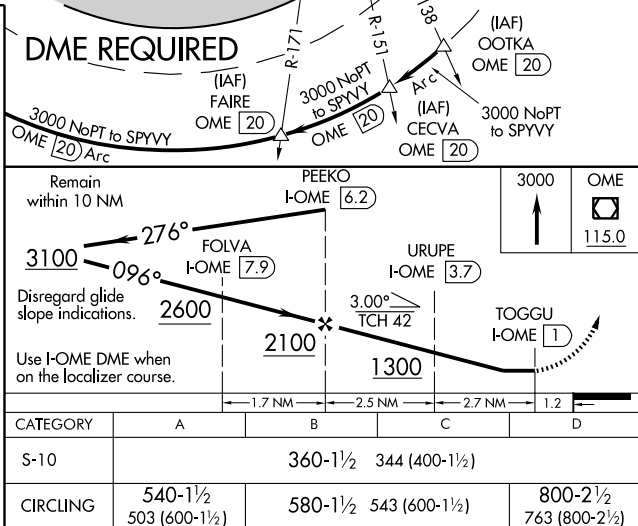 138
(IAF)
OOTKA
OME 20
DME REQUIRED
R-171
R-151
(IAF)
FAIRE
OME 20
3000 NoPT
to SPYVY
OME 20
Arc
(IAF)
CECVA
OME 20
3000 NoPT
to SPYVY
3000 NoPT to SPYVY
OME 20 Arc
Remain
within 10 NM
PEEKO
I-OME 6.2
3000
OME
115.0
276°
3100
096°
FOLVA
I-OME 7.9
URUPE
I-OME 3.7
Disregard glide
slope indications.
2600
3.00°
TCH 42
TOGGU
I-OME 1
2100
1300
Use I-OME DME when
on the localizer course.
1.7 NM 2.5 NM 2.7 NM 1.2
CATEGORY A B C D
S-10 360-1½ 344 (400-1½)
CIRCLING 540-1½ 503 (600-1½) 580-1½ 543 (600-1½) 800-2½ 763 (800-2½)